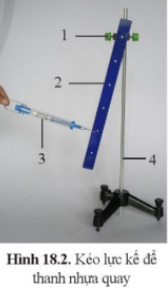 1
2
3
4
Hình 18.2. Kéo lực kế để
thanh nhựa quay